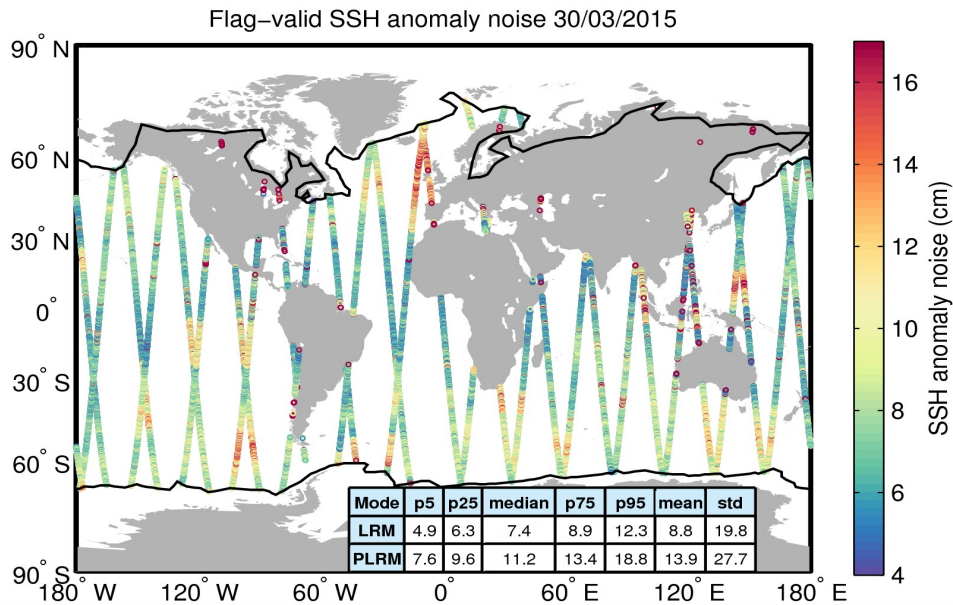 Flag−valid SSH anomaly noise 30/03/2015
90° N
60° N
30° N
0°
30° S
60° S
90° S
180° W
120° W
60° W
0°
60° E
120° E
180° E
Mode p5 p25 median p75 p95 mean std
LRM 4.9 6.3 7.4 8.9 12.3 8.8 19.8
PLRM 7.6 9.6 11.2 13.4 18.8 13.9 27.7
16
14
12
10
8
6
4
SSH anomaly noise (cm)